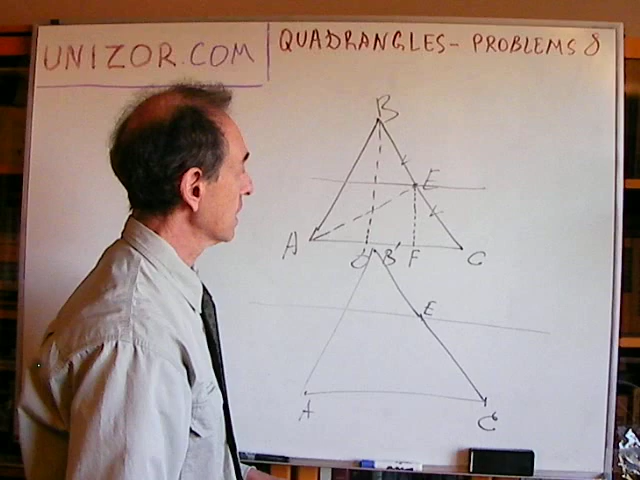 UNIZOR.COM
QUADRANGLES - PROBLEMS 8
B
E
A
B' F C
E
A C